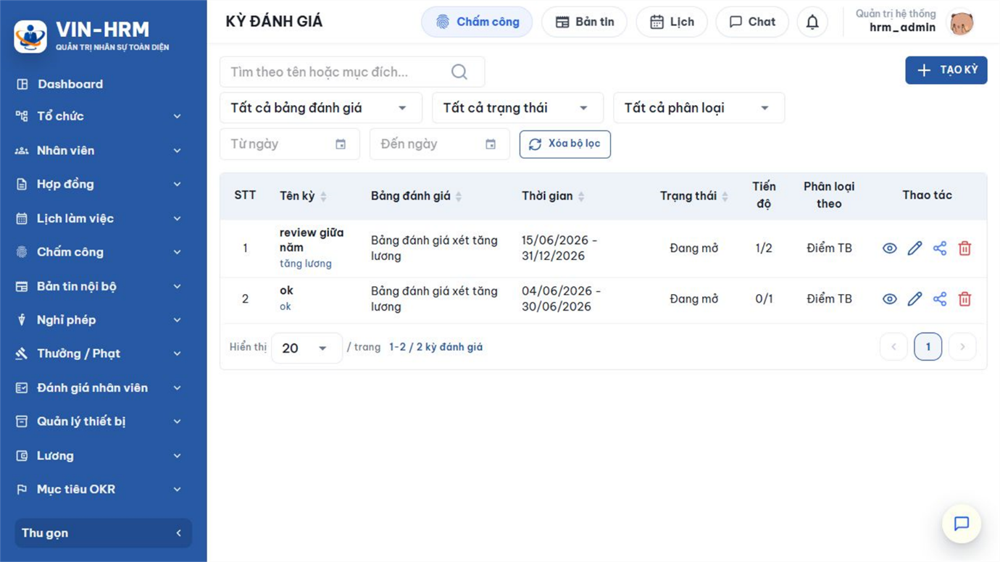 VIN-HRM
QUẢN TRỊ NHÂN SỰ TOÀN DIỆN
Dashboard
Tổ chức
Nhân viên
Hợp đồng
Lịch làm việc
Chấm công
Bản tin nội bộ
Nghỉ phép
Thưởng / Phạt
Đánh giá nhân viên
Quản lý thiết bị
Lương
Mục tiêu OKR
Thu gọn
KỲ ĐÁNH GIÁ
Chấm công
Bản tin
Lịch
Chat
Quản trị hệ thống
hrm_admin
Tìm theo tên hoặc mục đích...
TẠO KỲ
Tất cả bảng đánh giá
Tất cả trạng thái
Tất cả phân loại
Từ ngày
Đến ngày
Xóa bộ lọc
STT
Tên kỳ
Bảng đánh giá
Thời gian
Trạng thái
Tiến
độ
Phân loại
theo
Thao tác
1
review giữa
năm
tăng lương
Bảng đánh giá xét tăng
lương
15/06/2026 -
31/12/2026
Đang mở
1/2
Điểm TB
2
ok
ok
Bảng đánh giá xét tăng
lương
04/06/2026 -
30/06/2026
Đang mở
0/1
Điểm TB
Hiển thị
20
/ trang
1-2 / 2 kỳ đánh giá
1